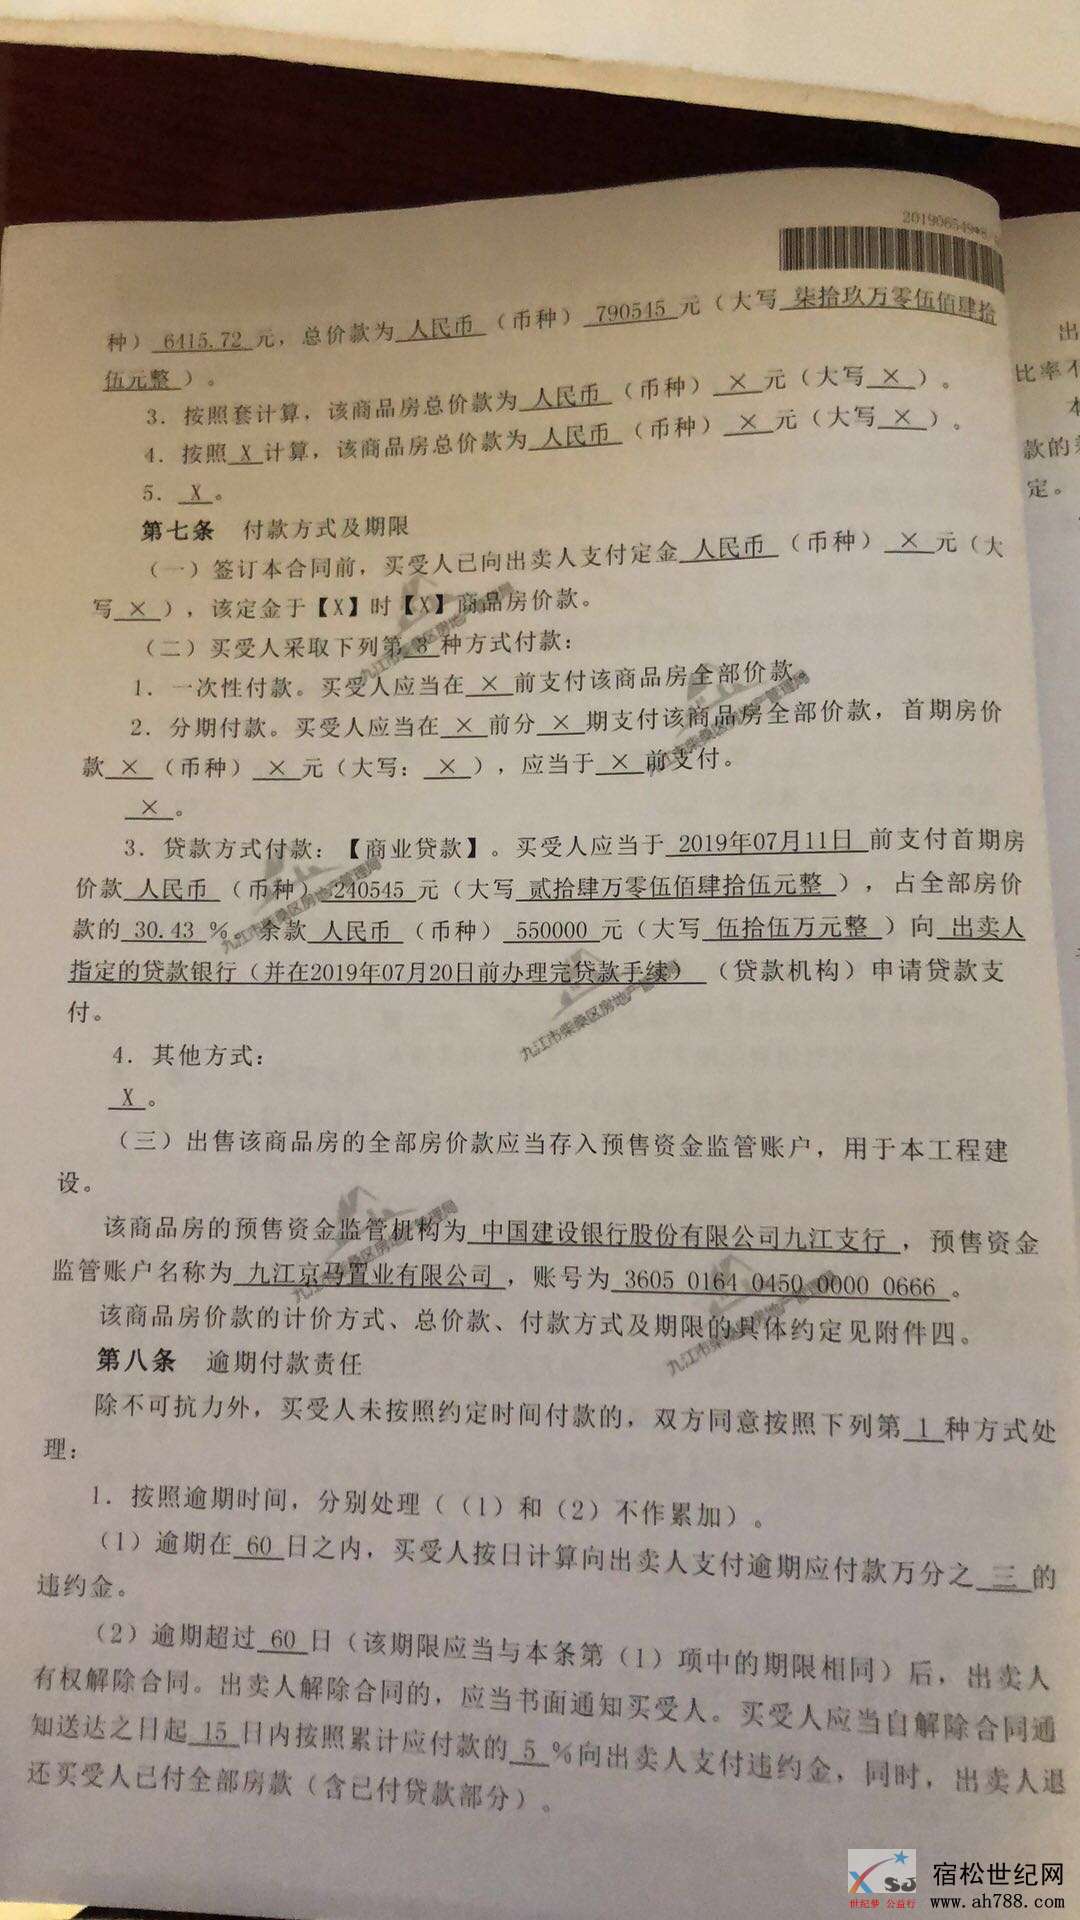 201906549*8
种) 6415.72 元，总价款为 人民币 （币种） 790545 元（大写 柒拾玖万零伍佰肆拾
伍元整 ）。
3．按照套计算，该商品房总价款为 人民币 （币种） × 元（大写 × ）。
4．按照 X 计算，该商品房总价款为 人民币 （币种） × 元（大写 × ）。
5． X 。
第七条 付款方式及期限
（一）签订本合同前，买受人已向出卖人支付定金 人民币 （币种） × 元（大
写 × ），该定金于【X】时【X】商品房价款。
（二）买受人采取下列第 3 种方式付款：
1．一次性付款。买受人应当在 × 前支付该商品房全部价款。
2．分期付款。买受人应当在 × 前分 × 期支付该商品房全部价款，首期房价
款 × （币种） × 元（大写： × ），应当于 × 前支付。
× 。
3．贷款方式付款：【商业贷款】。买受人应当于 2019年07月11日 前支付首期房
价款 人民币 （币种） 240545 元（大写 贰拾肆万零伍佰肆拾伍元整 ），占全部房价
款的 30.43 %。余款 人民币 （币种） 550000 元（大写 伍拾伍万元整 ）向 出卖人
指定的贷款银行（并在2019年07月20日前办理完贷款手续） （贷款机构）申请贷款支
付。
4．其他方式：
X 。
（三）出售该商品房的全部房价款应当存入预售资金监管账户，用于本工程建
设。
该商品房的预售资金监管机构为 中国建设银行股份有限公司九江支行 ，预售资金
监管账户名称为 九江京马置业有限公司 ，账号为 3605 0164 0450 0000 0666 。
该商品房价款的计价方式、总价款、付款方式及期限的具体约定见附件四。
第八条 逾期付款责任
除不可抗力外，买受人未按照约定时间付款的，双方同意按照下列第 1 种方式处
理：
1．按照逾期时间，分别处理（（1）和（2）不作累加）。
（1）逾期在 60 日之内，买受人按日计算向出卖人支付逾期应付款万分之 三 的
违约金。
（2）逾期超过 60 日（该期限应当与本条第（1）项中的期限相同）后，出卖人
有权解除合同。出卖人解除合同的，应当书面通知买受人。买受人应当自解除合同通
知送达之日起 15 日内按照累计应付款的 5 %向出卖人支付违约金，同时，出卖人退
还买受人已付全部房款（含已付贷款部分）。
出
比率不
本
款的
定。
九江市柴桑区房地产管理局
XSJ
世纪梦 公益行
宿松世纪网
www.ah788.com